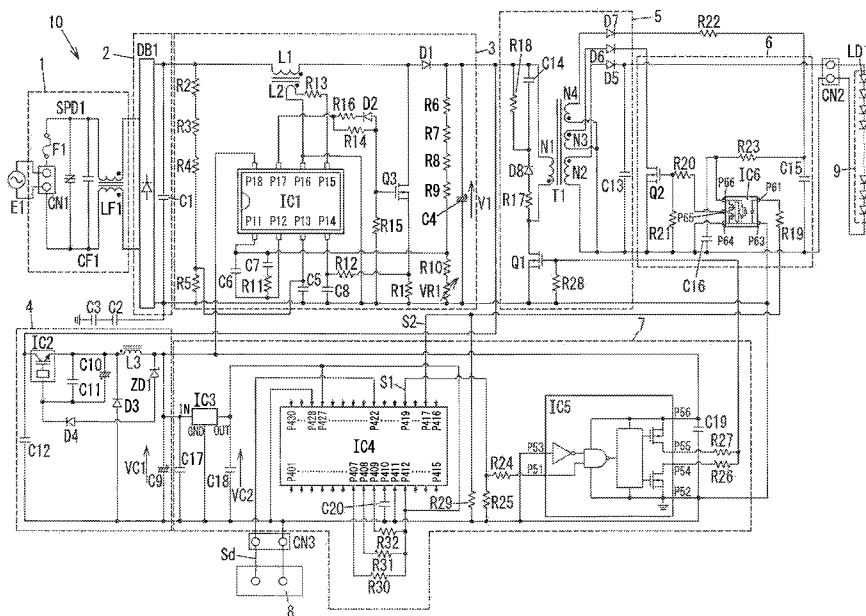 10
1
2
DB1
3
5
6
SPD1
F1
E1
CN1
LF1
CF1
R2
R3
R4
R5
C1
L1
L2
R13
R16
D2
R14
D1
R6
R7
R8
R9
Q3
C4
V1
P18
P17
P16
P15
IC1
P11
P12
P13
P14
R15
C6
C7
R11
C5
C8
R12
R1
R10
VR1
R18
C14
D8
R17
Q1
R28
N1
T1
N4
N3
N2
D7
D6
D5
C13
R22
Q2
R20
R21
R23
IC6
P66
P65
P64
P61
P63
C15
C16
R19
CN2
LD1
9
C3
C2
4
IC2
C10
C11
L3
ZD1
D3
D4
C12
VC1
C9
IC3
IN
GND
OUT
C17
C18
VC2
S2
S1
7
P430
P428
P427
P422
P419
P417
P416
IC4
P401
P407
P408
P409
P410
P411
P412
P415
C20
R32
R31
R30
R29
R24
R25
IC5
P53
P51
P56
P55
P54
P52
C19
R27
R26
CN3
Sd
8